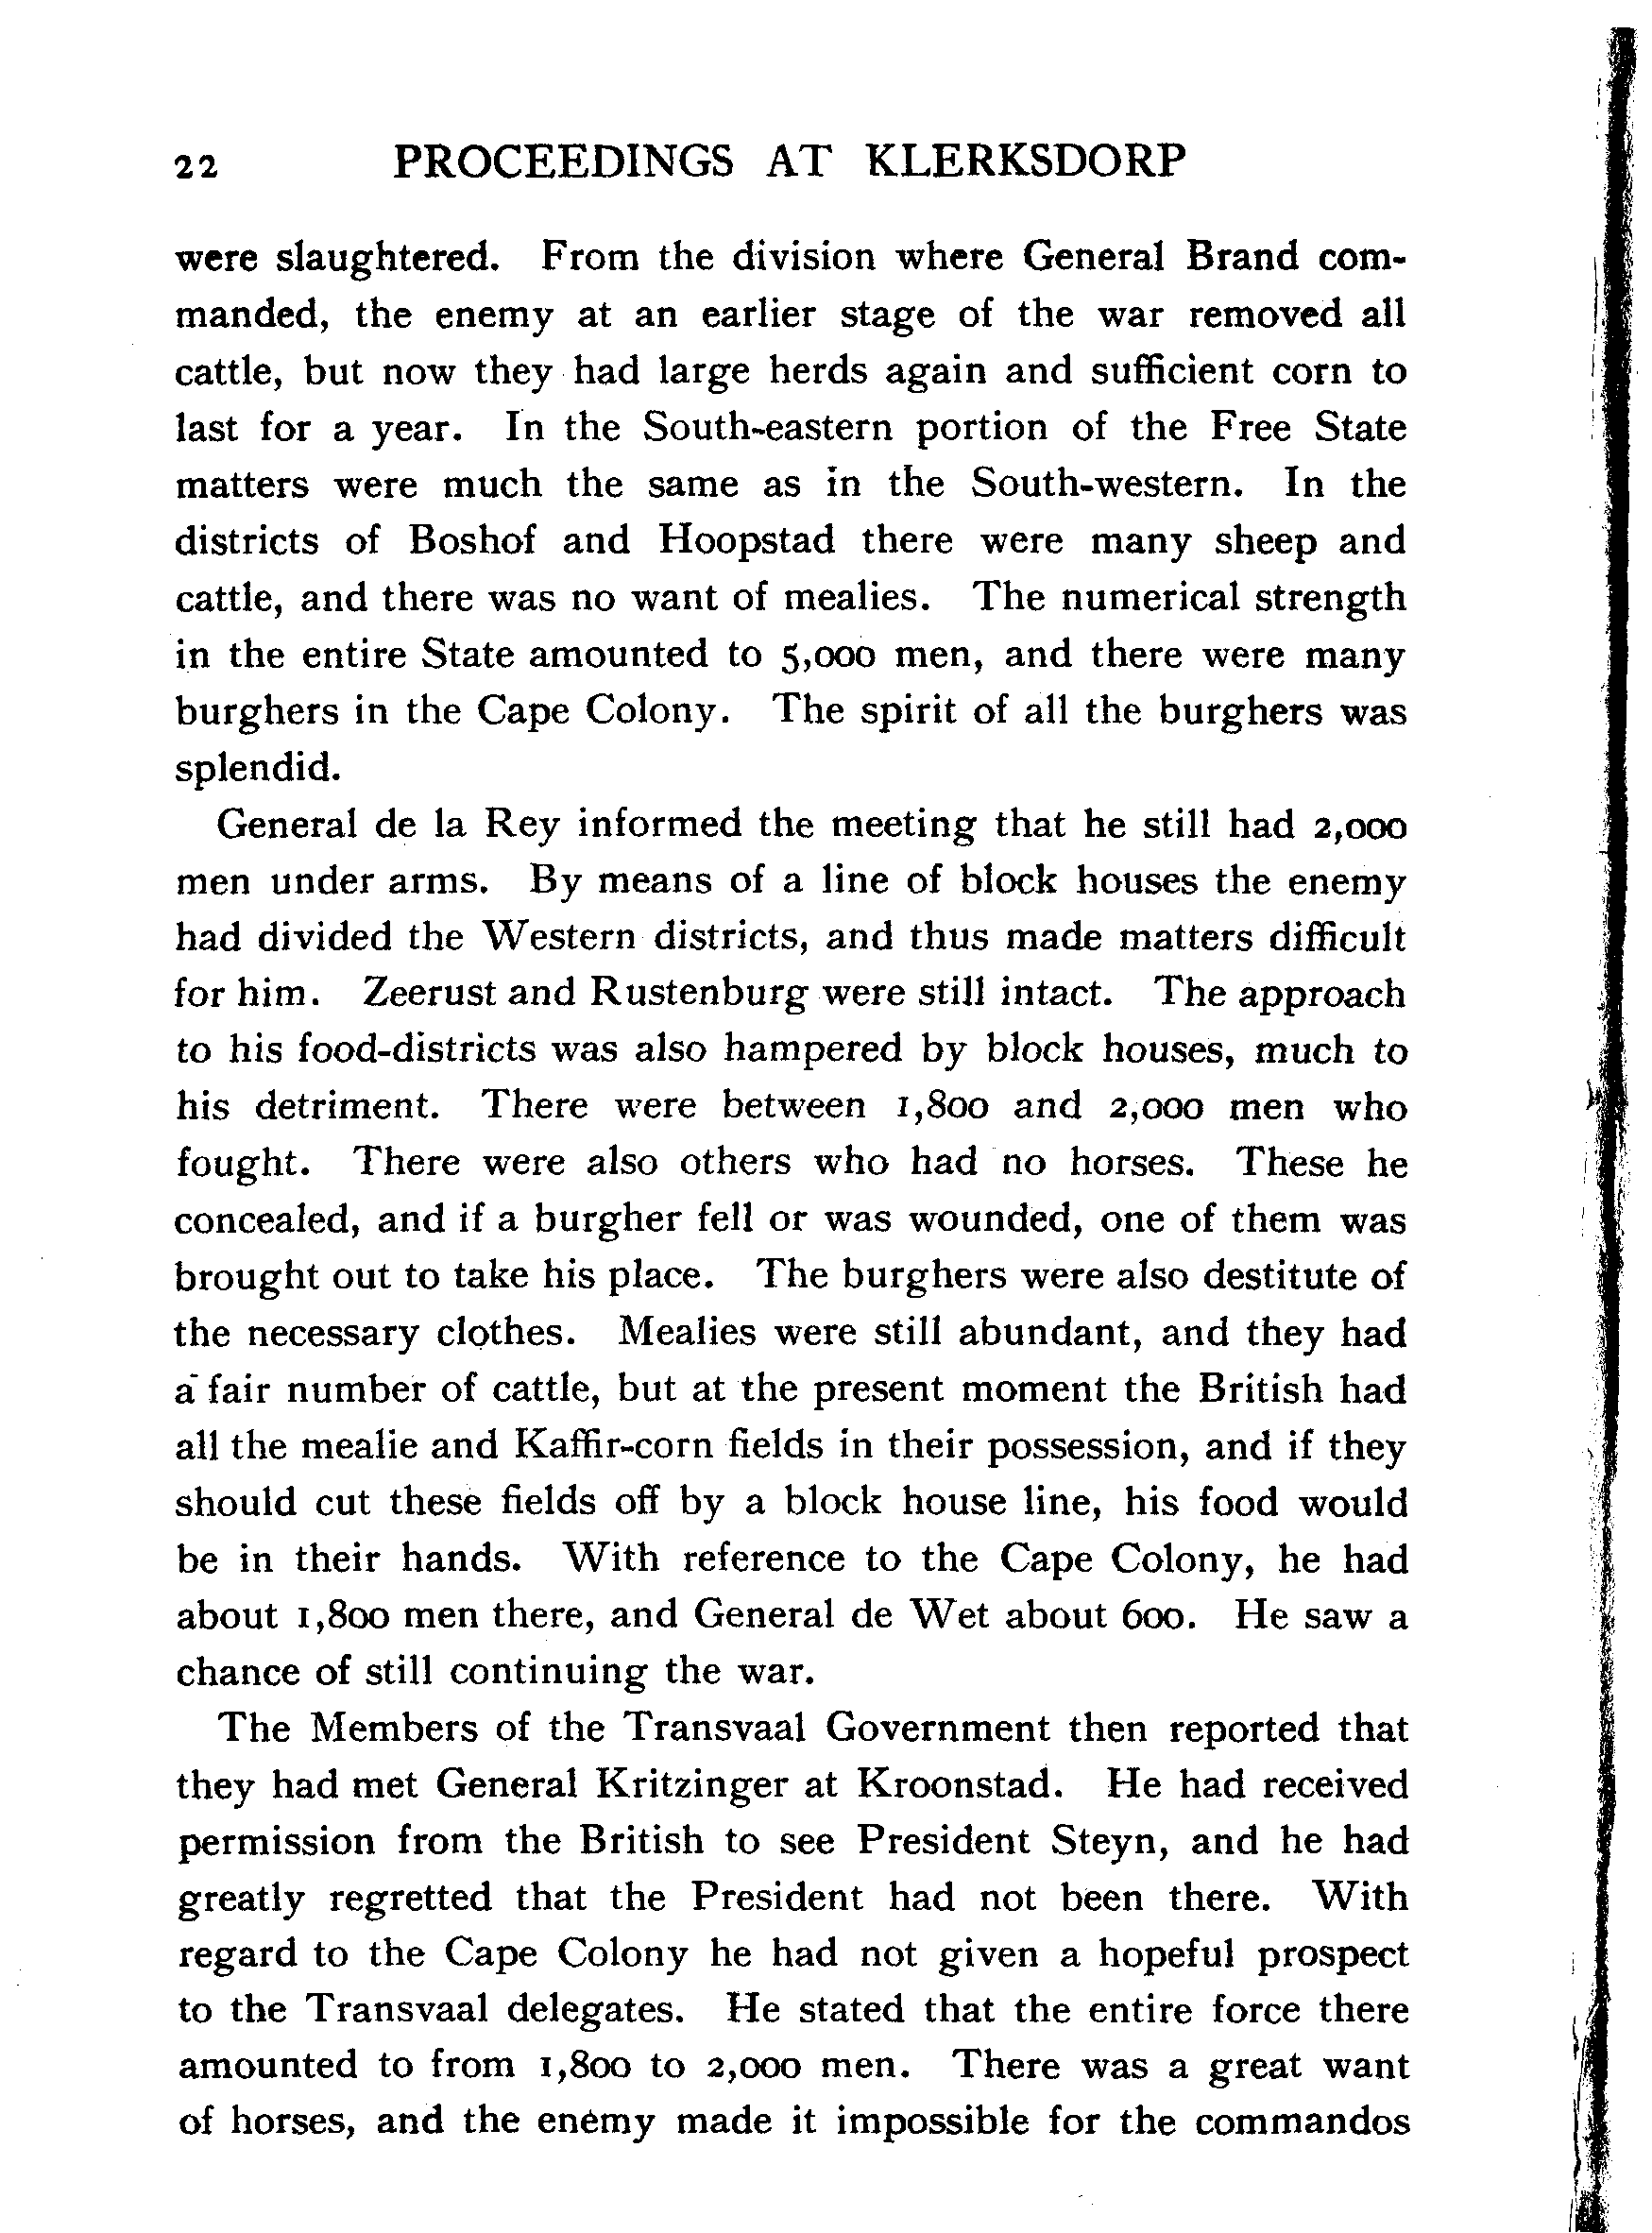 22 PROCEEDINGS AT KLERKSDORP
were slaughtered. From the division where General Brand com-
manded, the enemy at an earlier stage of the war removed all
cattle, but now they had large herds again and sufficient corn to
last for a year. In the South-eastern portion of the Free State
matters were much the same as in the South-western. In the
districts of Boshof and Hoopstad there were many sheep and
cattle, and there was no want of mealies. The numerical strength
in the entire State amounted to 5,000 men, and there were many
burghers in the Cape Colony. The spirit of all the burghers was
splendid.
General de la Rey informed the meeting that he still had 2,000
men under arms. By means of a line of block houses the enemy
had divided the Western districts, and thus made matters difficult
for him. Zeerust and Rustenburg were still intact. The approach
to his food-districts was also hampered by block houses, much to
his detriment. There were between 1,800 and 2,000 men who
fought. There were also others who had no horses. These he
concealed, and if a burgher fell or was wounded, one of them was
brought out to take his place. The burghers were also destitute of
the necessary clothes. Mealies were still abundant, and they had
a fair number of cattle, but at the present moment the British had
all the mealie and Kaffir-corn fields in their possession, and if they
should cut these fields off by a block house line, his food would
be in their hands. With reference to the Cape Colony, he had
about 1,800 men there, and General de Wet about 600. He saw a
chance of still continuing the war.
The Members of the Transvaal Government then reported that
they had met General Kritzinger at Kroonstad. He had received
permission from the British to see President Steyn, and he had
greatly regretted that the President had not been there. With
regard to the Cape Colony he had not given a hopeful prospect
to the Transvaal delegates. He stated that the entire force there
amounted to from 1,800 to 2,000 men. There was a great want
of horses, and the enemy made it impossible for the commandos